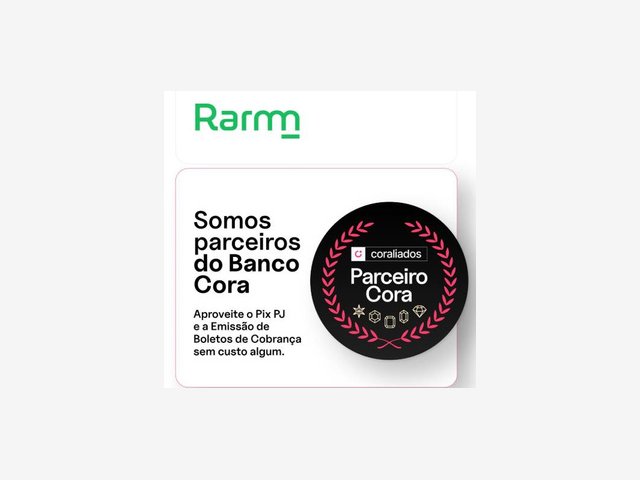 Rarmn
Somos
parceiros
do Banco
Cora
Aproveite o Pix PJ
e a Emissão de
Boletos de Cobrança
sem custo algum.
coraliados
Parceiro
Cora